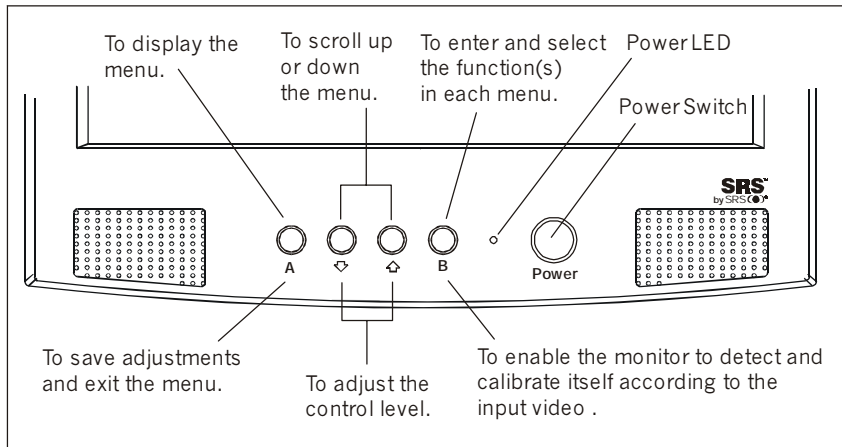 To display the
menu.
To scroll up
or down
the menu.
To enter and select
the function(s)
in each menu.
Power LED
Power Switch
SRS™
by SRS(●)®
A
B
Power
To save adjustments
and exit the menu.
To adjust the
control level.
To enable the monitor to detect and
calibrate itself according to the
input video .